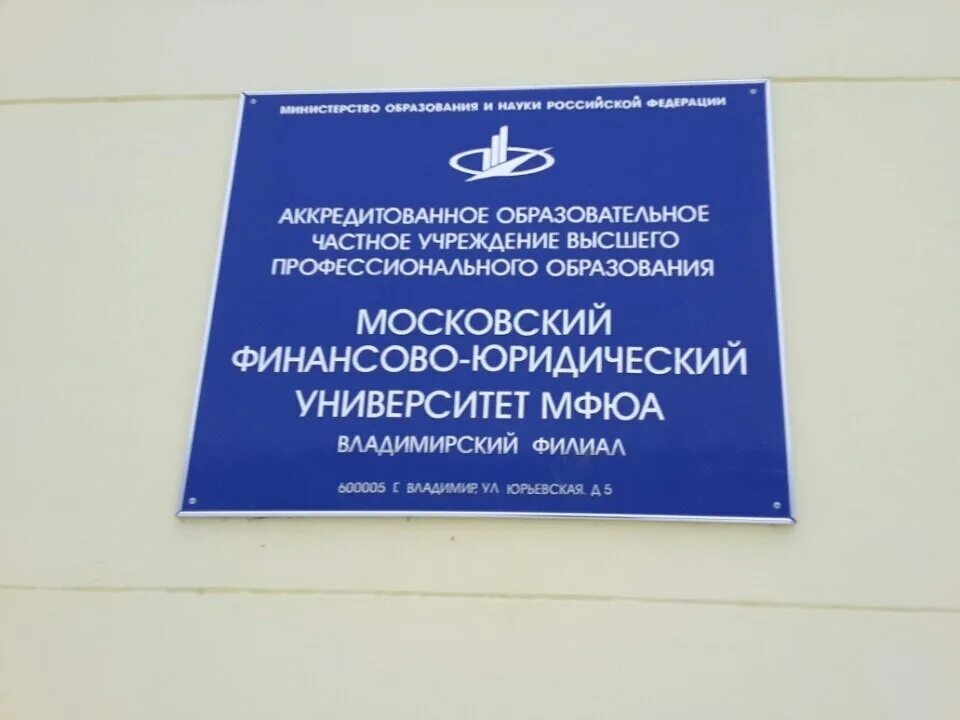 МИНИСТЕРСТВО ОБРАЗОВАНИЯ И НАУКИ РОССИЙСКОЙ ФЕДЕРАЦИИ
АККРЕДИТОВАННОЕ ОБРАЗОВАТЕЛЬНОЕ
ЧАСТНОЕ УЧРЕЖДЕНИЕ ВЫСШЕГО
ПРОФЕССИОНАЛЬНОГО ОБРАЗОВАНИЯ
МОСКОВСКИЙ
ФИНАНСОВО-ЮРИДИЧЕСКИЙ
УНИВЕРСИТЕТ МФЮА
ВЛАДИМИРСКИЙ ФИЛИАЛ
600005 Г. ВЛАДИМИР, УЛ. ЮРЬЕВСКАЯ, Д 5